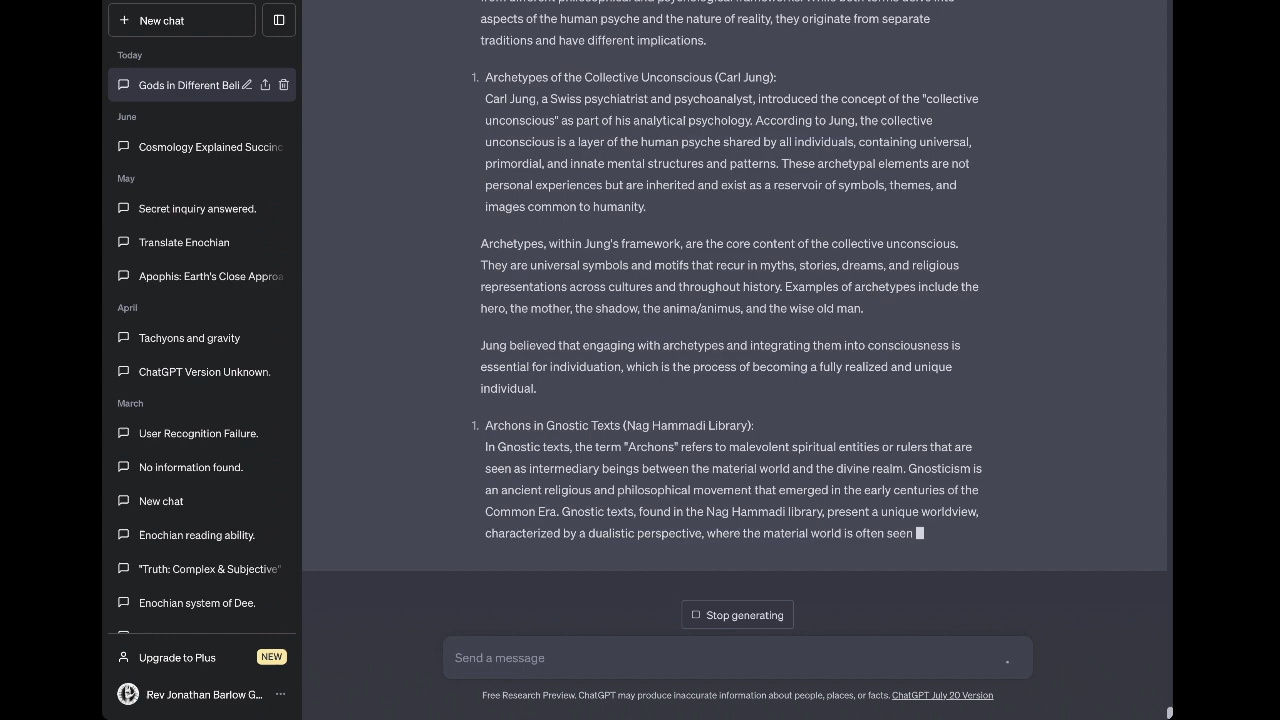 New chat
Today
Gods in Different Beli
June
Cosmology Explained Succinc
May
Secret inquiry answered.
Translate Enochian
Apophis: Earth's Close Approa
April
Tachyons and gravity
ChatGPT Version Unknown.
March
User Recognition Failure.
No information found.
New chat
Enochian reading ability.
"Truth: Complex & Subjective"
Enochian system of Dee.
Upgrade to Plus NEW
Rev Jonathan Barlow G... ...
aspects of the human psyche and the nature of reality, they originate from separate
traditions and have different implications.
1. Archetypes of the Collective Unconscious (Carl Jung):
Carl Jung, a Swiss psychiatrist and psychoanalyst, introduced the concept of the "collective
unconscious" as part of his analytical psychology. According to Jung, the collective
unconscious is a layer of the human psyche shared by all individuals, containing universal,
primordial, and innate mental structures and patterns. These archetypal elements are not
personal experiences but are inherited and exist as a reservoir of symbols, themes, and
images common to humanity.
Archetypes, within Jung's framework, are the core content of the collective unconscious.
They are universal symbols and motifs that recur in myths, stories, dreams, and religious
representations across cultures and throughout history. Examples of archetypes include the
hero, the mother, the shadow, the anima/animus, and the wise old man.
Jung believed that engaging with archetypes and integrating them into consciousness is
essential for individuation, which is the process of becoming a fully realized and unique
individual.
1. Archons in Gnostic Texts (Nag Hammadi Library):
In Gnostic texts, the term "Archons" refers to malevolent spiritual entities or rulers that are
seen as intermediary beings between the material world and the divine realm. Gnosticism is
an ancient religious and philosophical movement that emerged in the early centuries of the
Common Era. Gnostic texts, found in the Nag Hammadi library, present a unique worldview,
characterized by a dualistic perspective, where the material world is often seen
Stop generating
Send a message
Free Research Preview. ChatGPT may produce inaccurate information about people, places, or facts. ChatGPT July 20 Version